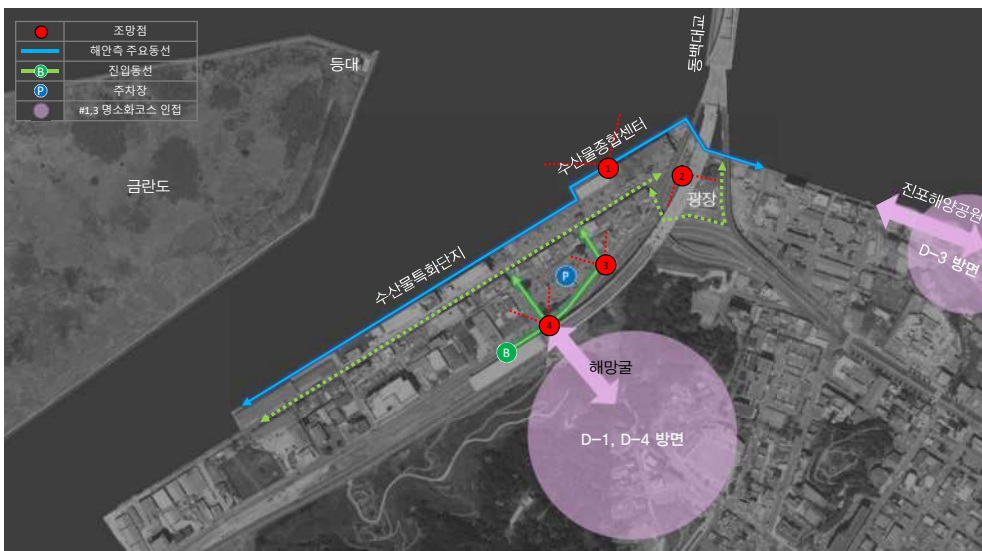 조망점
해안측 주요동선
B
진입동선
P
주차장
#1,3 명소화코스 인접
등대
동백대교
금란도
수산물종합센터
1
2
광장
진포해양공원
D-3 방면
수산물특화단지
3
P
4
B
해망굴
D-1, D-4 방면